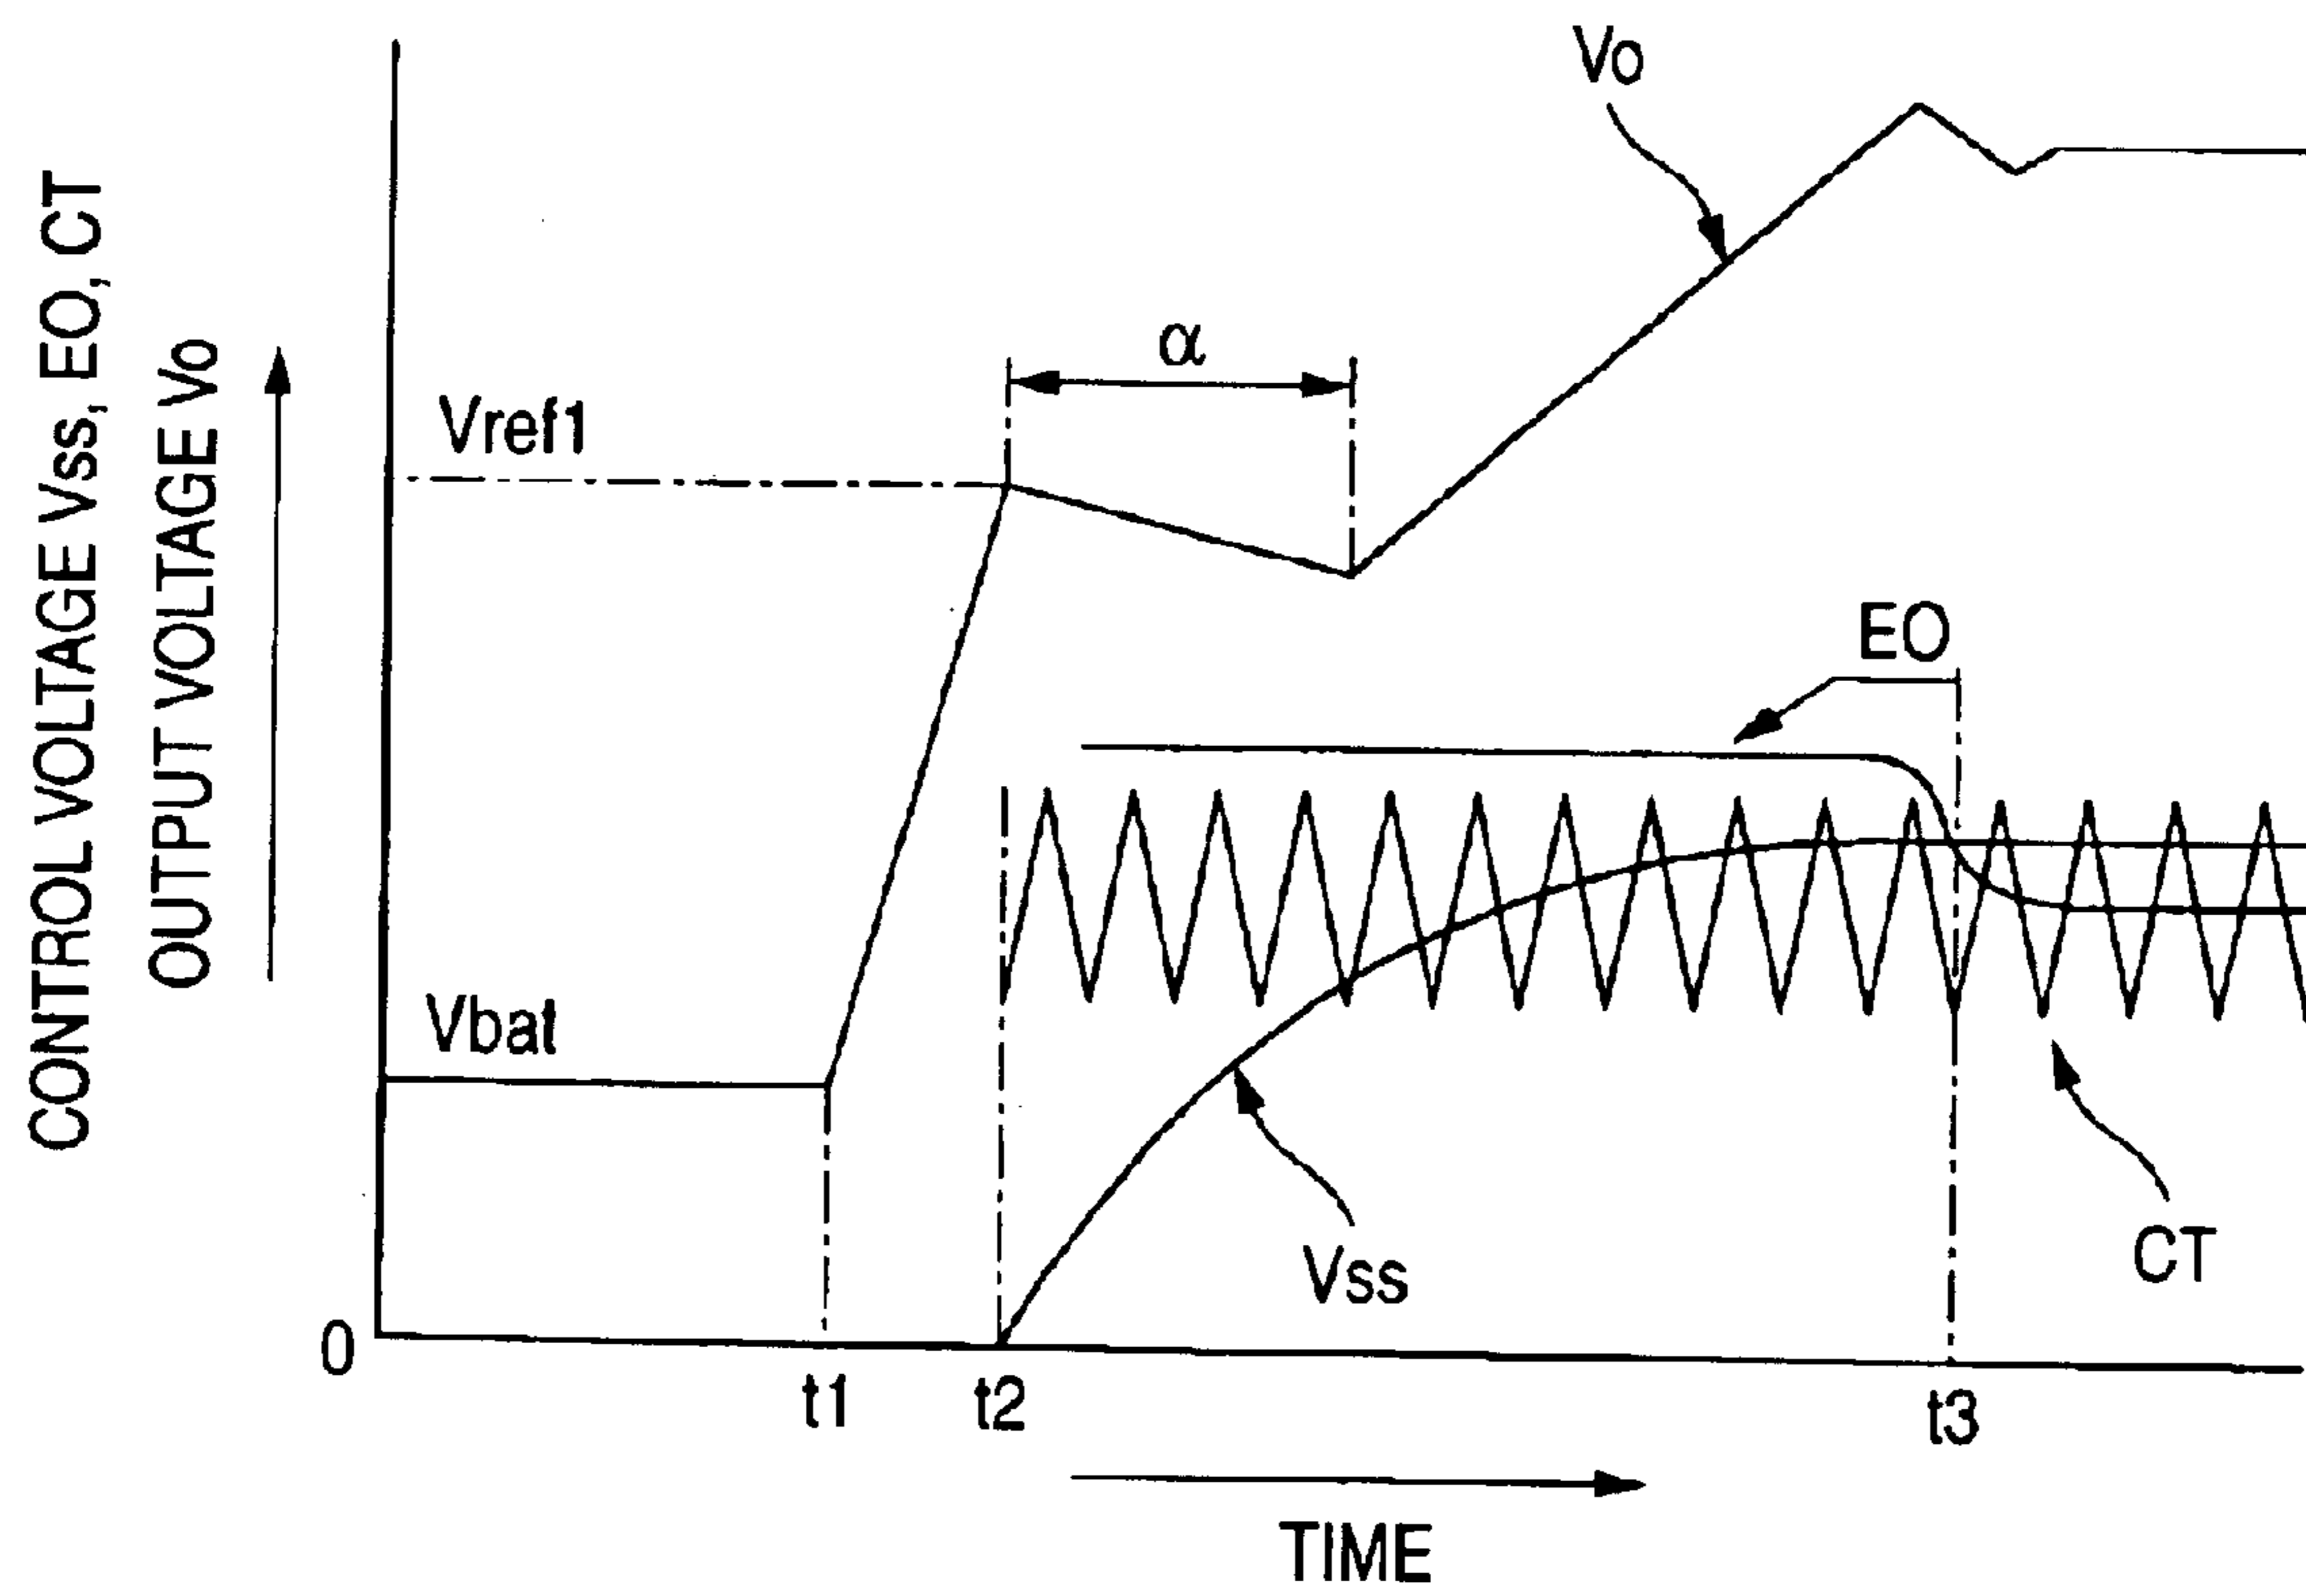 CONTROL VOLTAGE Vss, EO, CT
OUTPUT VOLTAGE Vo
Vo
α
Vref1
EO
Vbat
Vss
CT
0
t1
t2
t3
TIME